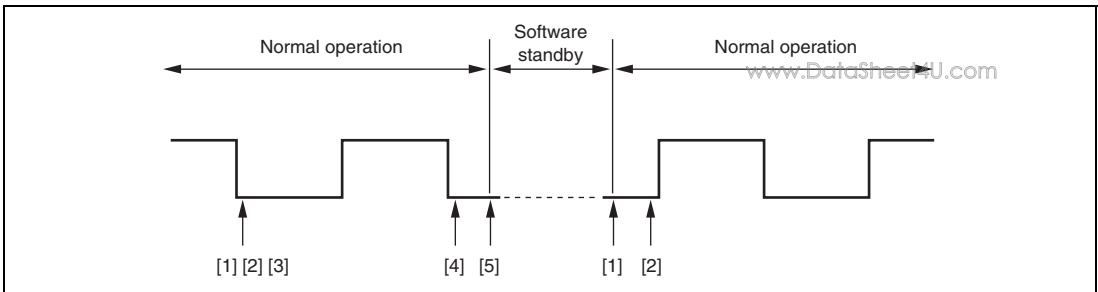 Software
Normal operation
standby
Normal operation
www.DataSheet4U.com
[1] [2] [3]
[4] [5]
[1] [2]